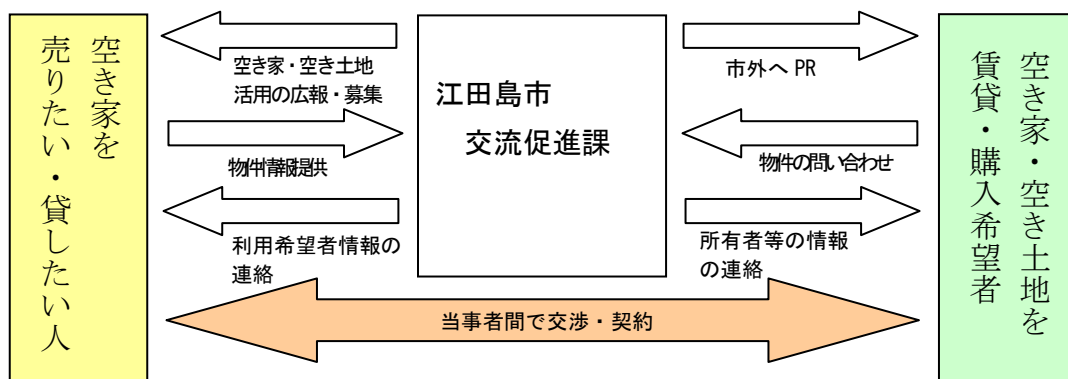 空き家を
売りたい・貸したい人
空き家・空き土地
活用の広報・募集
物件情報提供
利用希望者情報の
連絡
江田島市
交流促進課
市外へ PR
物件の問い合わせ
所有者等の情報
の連絡
当事者間で交渉・契約
空き家・空き土地を
賃貸・購入希望者